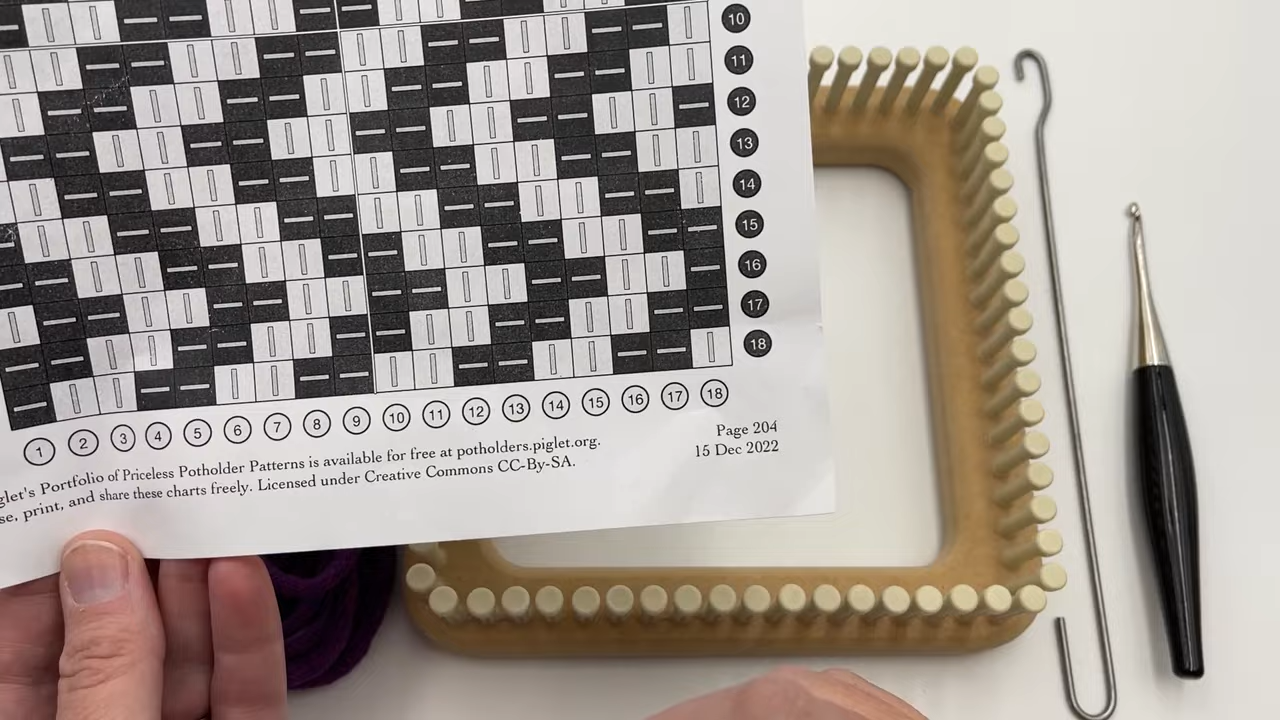 10
11
12
13
14
15
16
17
18
1 2 3 4 5 6 7 8 9 10 11 12 13 14 15 16 17 18
Portfolio of Priceless Potholder Patterns is available for free at potholders.piglet.org.
print, and share these charts freely. Licensed under Creative Commons CC-By-SA.
Page 204
15 Dec 2022